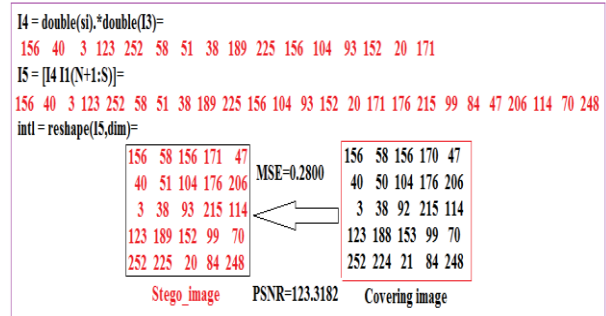 I4 = double(si).*double(I3)=
156 40 3 123 252 58 51 38 189 225 156 104 93 152 20 171
I5 = [I4 I1(N+1:S)]=
156 40 3 123 252 58 51 38 189 225 156 104 93 152 20 171 176 215 99 84 47 206 114 70 248
intl = reshape(I5,dim)=
156 58 156 171 47
40 51 104 176 206
3 38 93 215 114
123 189 152 99 70
252 225 20 84 248
Stego_image
MSE=0.2800
PSNR=123.3182
156 58 156 170 47
40 50 104 176 206
3 38 92 215 114
123 188 153 99 70
252 224 21 84 248
Covering image